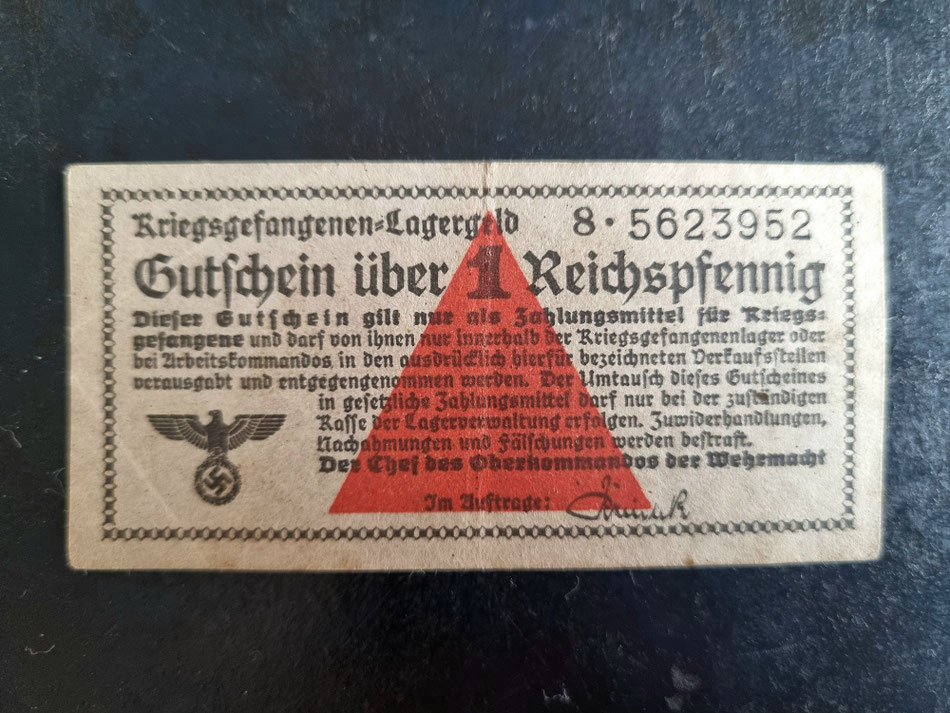 Kriegsgefangenen-Lagergeld 8·5623952
Gutschein über 1 Reichspfennig
Dieser Gutschein gilt nur als Zahlungsmittel für Kriegs-
gefangene und darf von ihnen nur innerhalb der Kriegsgefangenenlager oder
bei Arbeitskommandos in den ausdrücklich hierfür bezeichneten Verkaufsstellen
verausgabt und entgegengenommen werden. Der Umtausch dieses Gutscheines
in gesetzliche Zahlungsmittel darf nur bei der zuständigen
Kasse der Lagerverwaltung erfolgen. Zuwiderhandlungen,
Nachahmungen und Fälschungen werden bestraft.
Der Chef des Oberkommandos der Wehrmacht
Im Auftrage: